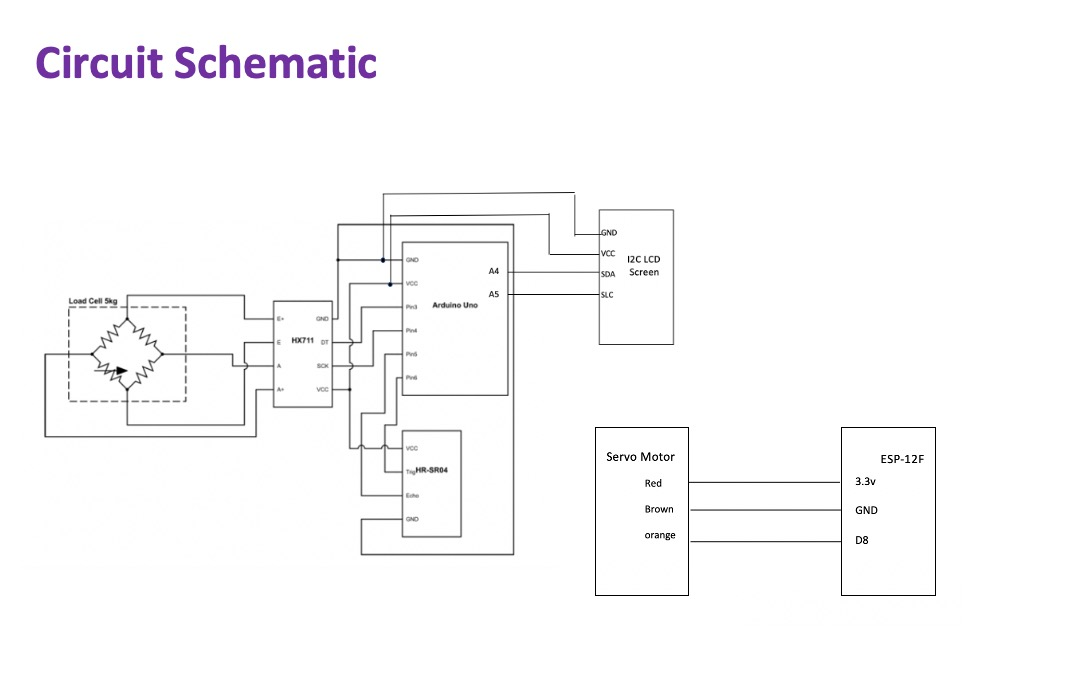 Circuit Schematic
Load Cell 5kg
E+
E
A
A+
HX711
GND
DT
SCK
VCC
GND
VCC
Pin3
Pin4
Pin5
Pin6
Arduino Uno
A4
A5
GND
VCC
SDA
SLC
I2C LCD
Screen
VCC
Trig
Echo
GND
HR-SR04
Servo Motor
Red
Brown
orange
ESP-12F
3.3v
GND
D8